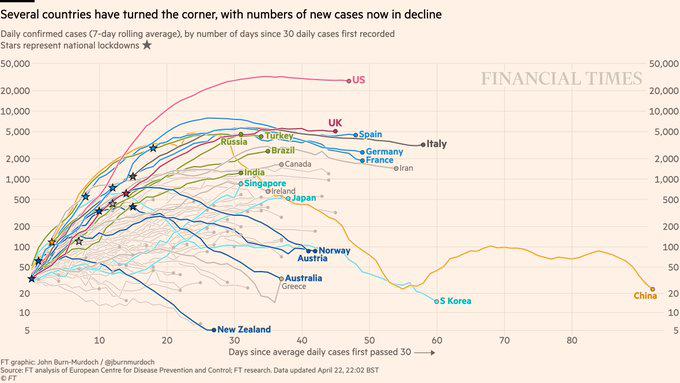 Several countries have turned the corner, with numbers of new cases now in decline
Daily confirmed cases (7-day rolling average), by number of days since 30 daily cases first recorded
Stars represent national lockdowns ★
50,000 50,000
FINANCIAL TIMES
US
20,000 20,000
10,000 10,000
UK
5,000 Spain 5,000
Russia Turkey Italy
Brazil Germany
2,000 France 2,000
Canada Iran
1,000 India 1,000
Singapore
Ireland
500 Japan 500
200 200
100 Norway 100
Austria
50 50
Australia
Greece
20 China 20
S Korea
10 10
5 New Zealand 5
10 20 30 40 50 60 70 80
Days since average daily cases first passed 30
FT graphic: John Burn-Murdoch / @jburnmurdoch
Source: FT analysis of European Centre for Disease Prevention and Control; FT research. Data updated April 22, 22:02 BST
© FT